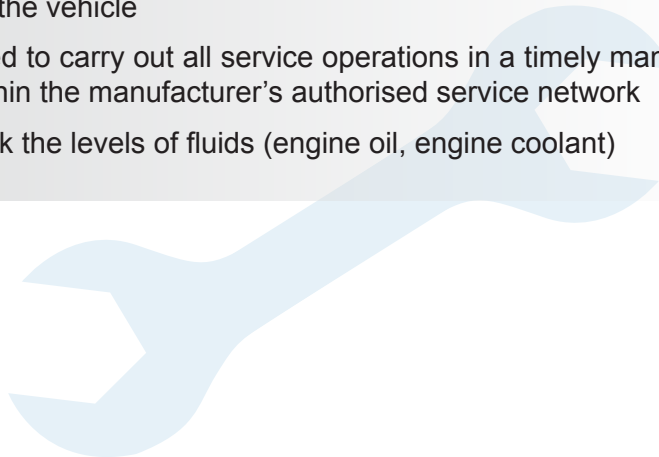 the vehicle
ed to carry out all service operations in a timely man
hin the manufacturer’s authorised service network
k the levels of fluids (engine oil, engine coolant)